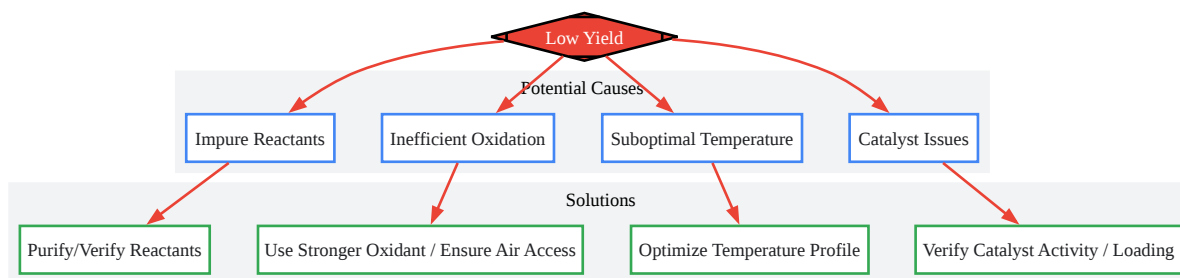 Low Yield
Potential Causes
Impure Reactants
Inefficient Oxidation
Suboptimal Temperature
Catalyst Issues
Solutions
Purify/Verify Reactants
Use Stronger Oxidant / Ensure Air Access
Optimize Temperature Profile
Verify Catalyst Activity / Loading